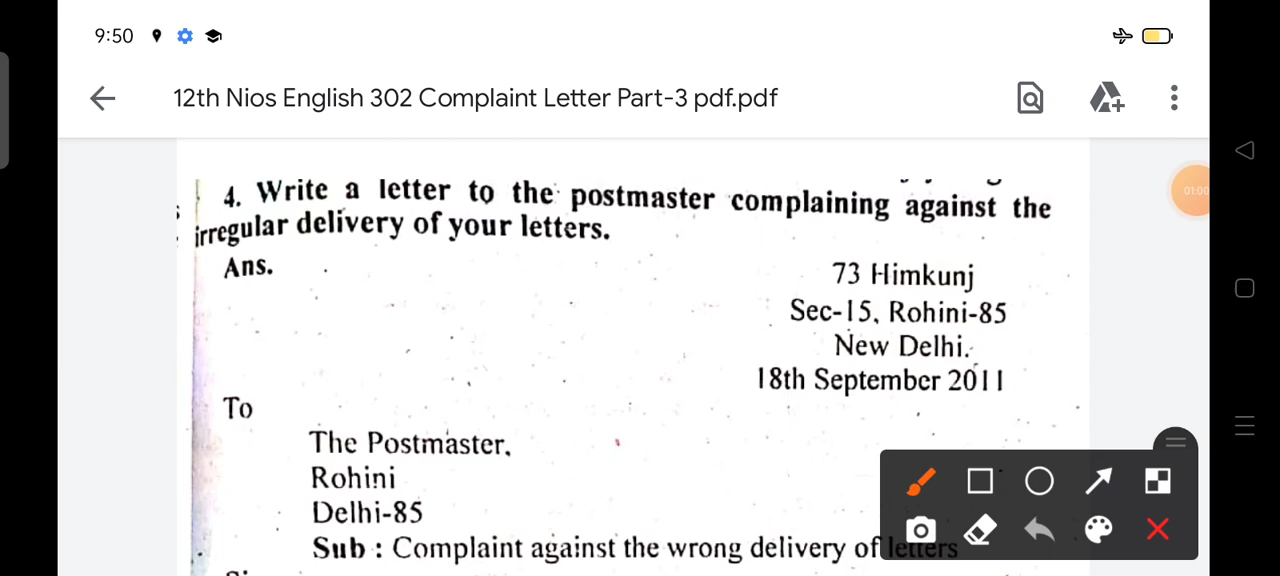 9:50
12th Nios English 302 Complaint Letter Part-3 pdf.pdf
4. Write a letter to the postmaster complaining against the
irregular delivery of your letters.
Ans.
73 Himkunj
Sec-15, Rohini-85
New Delhi.
18th September 2011
To
The Postmaster,
Rohini
Delhi-85
Sub : Complaint against the wrong delivery of letters
01:00